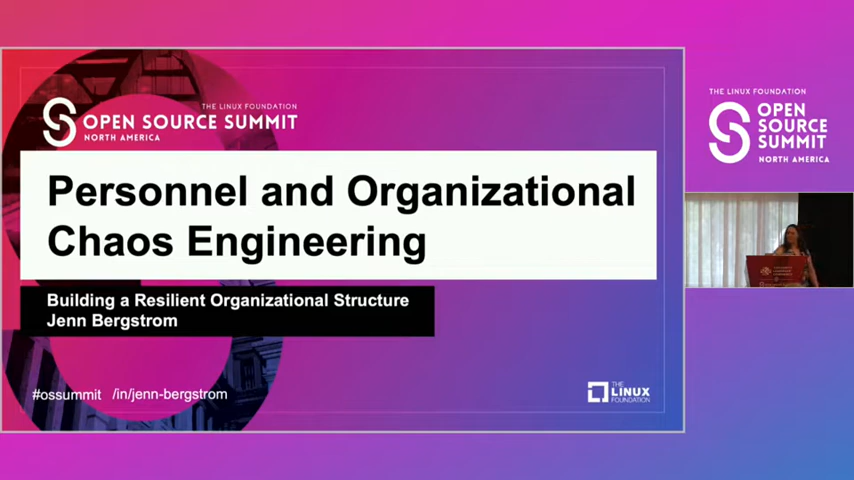 THE LINUX FOUNDATION
OPEN SOURCE SUMMIT
NORTH AMERICA
Personnel and Organizational
Chaos Engineering
Building a Resilient Organizational Structure
Jenn Bergstrom
#ossummit /in/jenn-bergstrom
THE
LINUX
FOUNDATION
THE LINUX FOUNDATION
OPEN
SOURCE
SUMMIT
NORTH AMERICA